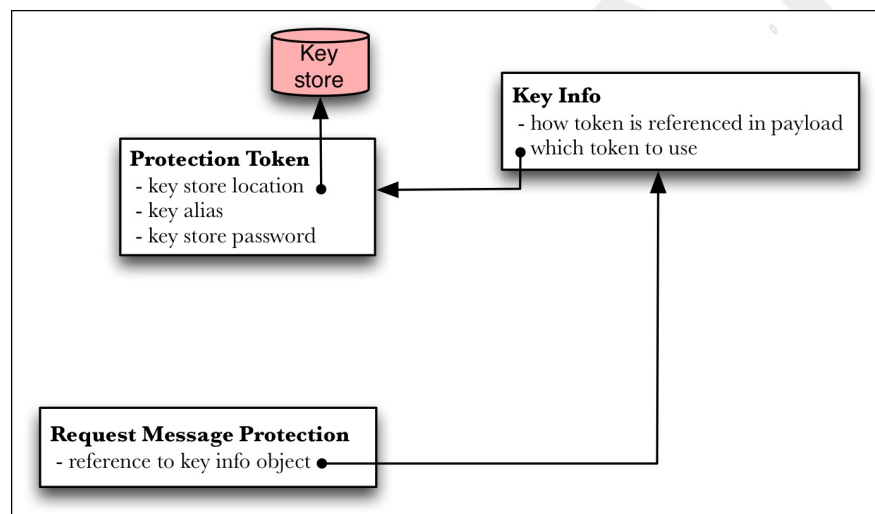 Key
store
Key Info
- how token is referenced in payload
- which token to use
Protection Token
- key store location
- key alias
- key store password
Request Message Protection
- reference to key info object